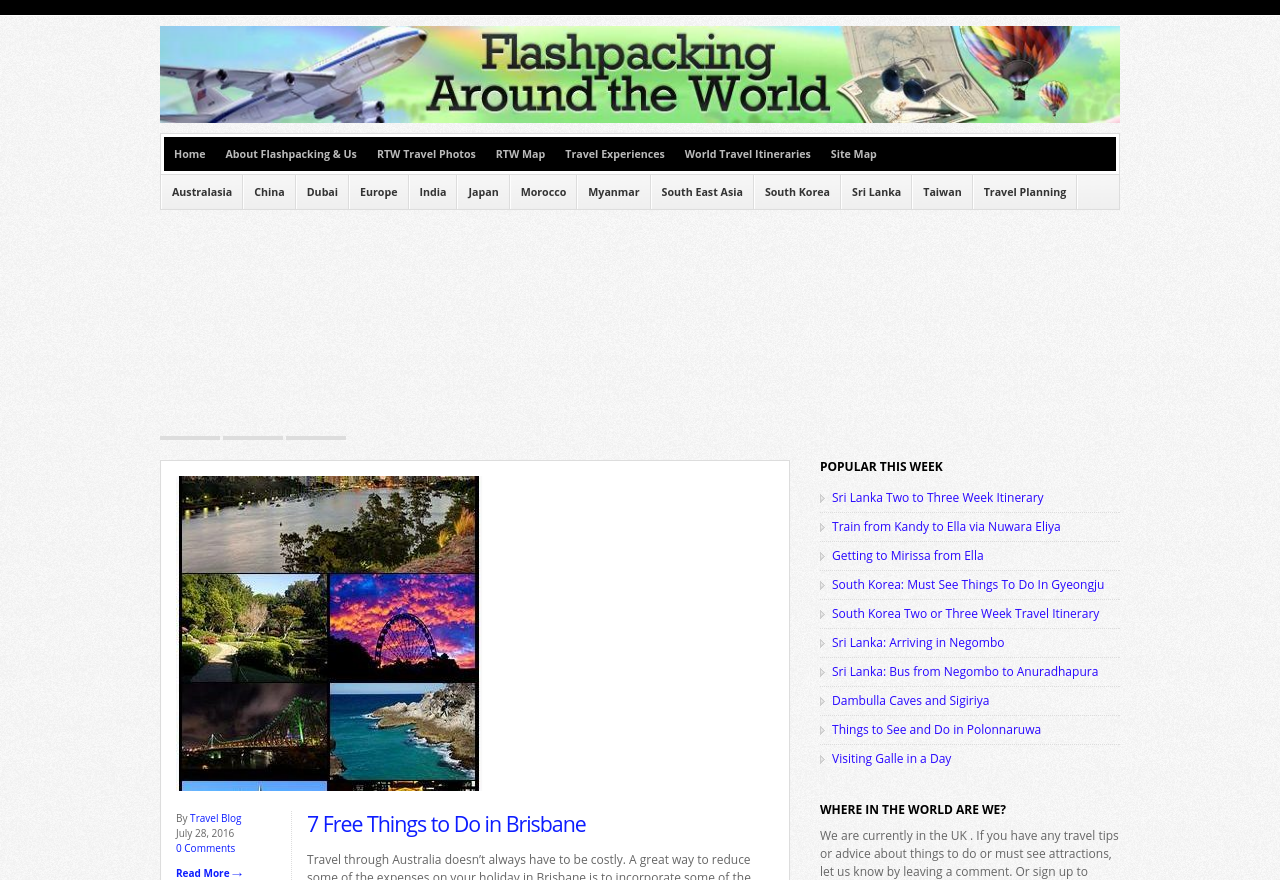 Flashpacking
Around the World
Home About Flashpacking & Us RTW Travel Photos RTW Map Travel Experiences World Travel Itineraries Site Map
Australasia China Dubai Europe India Japan Morocco Myanmar South East Asia South Korea Sri Lanka Taiwan Travel Planning
By Travel Blog
July 28, 2016
0 Comments
Read More →
7 Free Things to Do in Brisbane
Travel through Australia doesn’t always have to be costly. A great way to reduce
some of the expenses on your holiday in Brisbane is to incorporate some of the
POPULAR THIS WEEK
Sri Lanka Two to Three Week Itinerary
Train from Kandy to Ella via Nuwara Eliya
Getting to Mirissa from Ella
South Korea: Must See Things To Do In Gyeongju
South Korea Two or Three Week Travel Itinerary
Sri Lanka: Arriving in Negombo
Sri Lanka: Bus from Negombo to Anuradhapura
Dambulla Caves and Sigiriya
Things to See and Do in Polonnaruwa
Visiting Galle in a Day
WHERE IN THE WORLD ARE WE?
We are currently in the UK . If you have any travel tips
or advice about things to do or must see attractions,
let us know by leaving a comment. Or sign up to